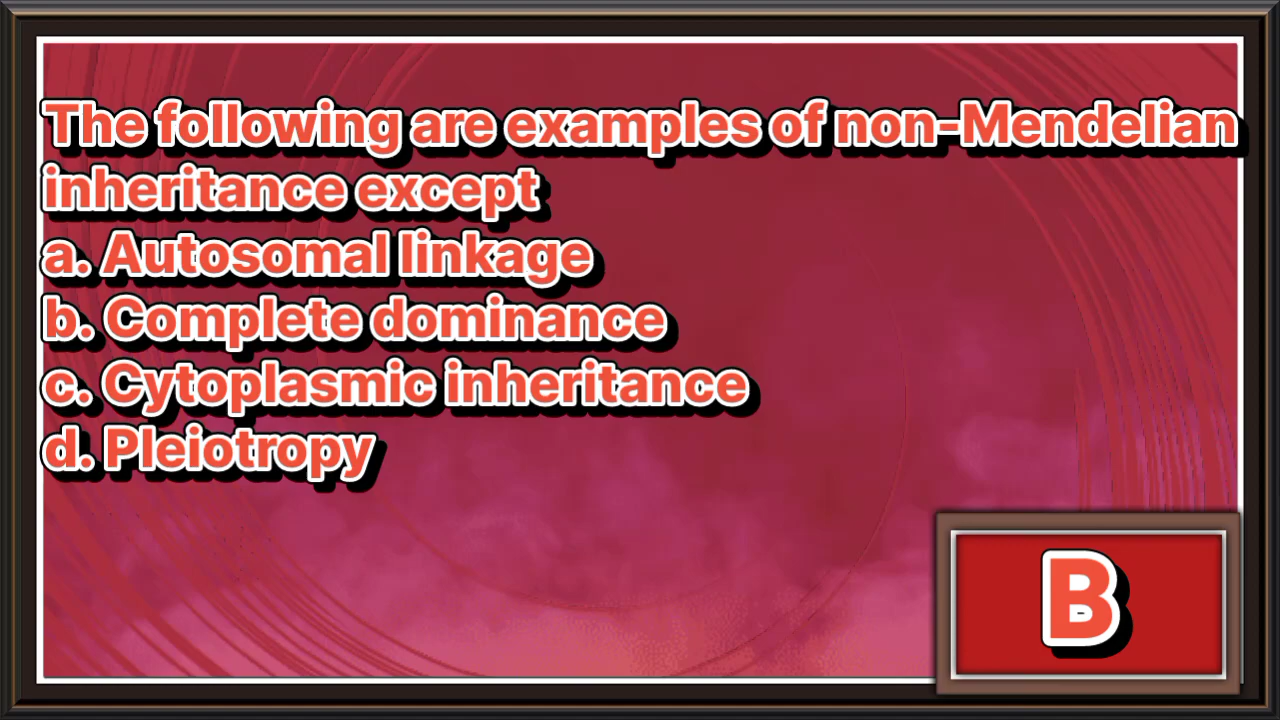 The following are examples of non-Mendelian
inheritance except
a. Autosomal linkage
b. Complete dominance
c. Cytoplasmic inheritance
d. Pleiotropy
B